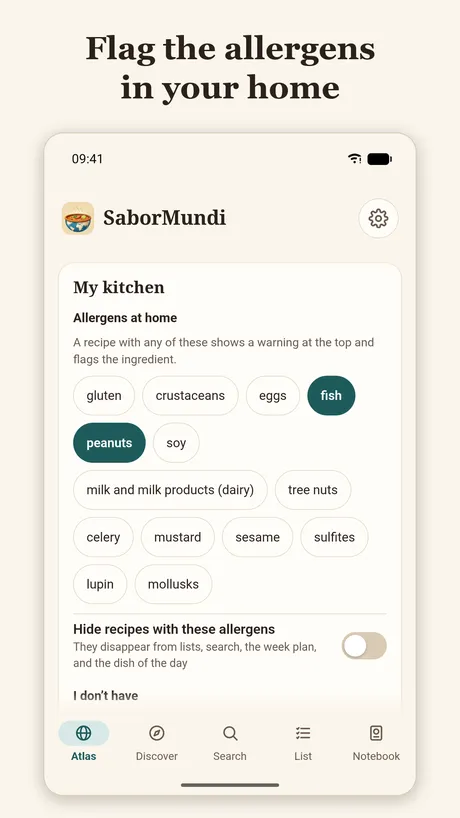 Flag the allergens
in your home
09:41
SaborMundi
My kitchen
Allergens at home
A recipe with any of these shows a warning at the top and
flags the ingredient.
gluten crustaceans eggs fish
peanuts soy
milk and milk products (dairy) tree nuts
celery mustard sesame sulfites
lupin mollusks
Hide recipes with these allergens
They disappear from lists, search, the week plan,
and the dish of the day
I don’t have
Atlas Discover Search List Notebook